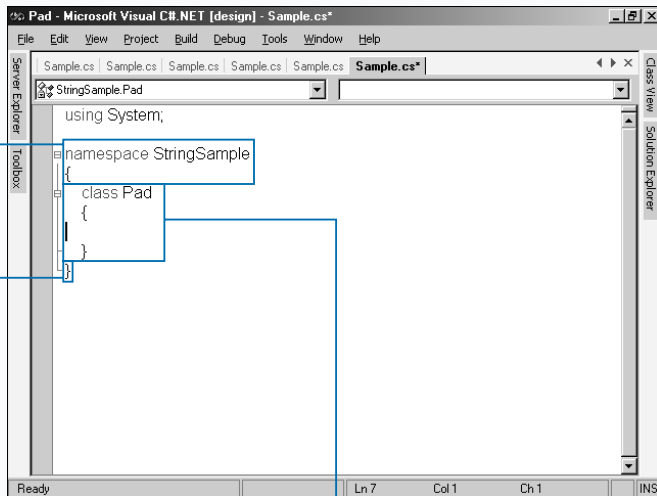 Pad - Microsoft Visual C#.NET [design] - Sample.cs*
File Edit View Project Build Debug Tools Window Help
Sample.cs Sample.cs Sample.cs Sample.cs Sample.cs Sample.cs*
StringSample.Pad
Server Explorer
Toolbox
Class View
Solution Explorer
using System;
namespace StringSample
{
class Pad
{
}
}
Ready Ln 7 Col 1 Ch 1 INS